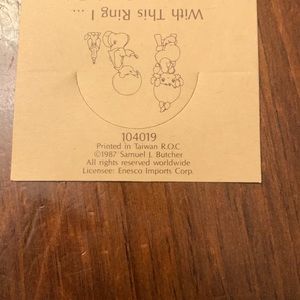 With This Ring I ...
104019
Printed in Taiwan R.O.C
©1987 Samuel J. Butcher
All rights reserved worldwide
Licensee: Enesco Imports Corp.